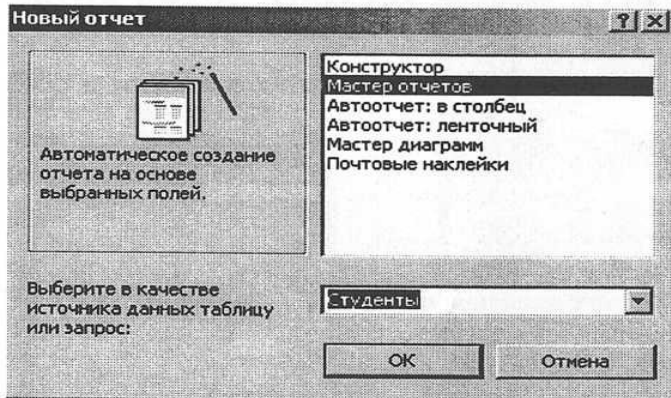 Новый отчет
Конструктор
Мастер отчетов
Автоотчет: в столбец
Автоотчет: ленточный
Мастер диаграмм
Почтовые наклейки
Автоматическое создание
отчета на основе
выбранных полей.
Выберите в качестве
источника данных таблицу
или запрос:
Студенты
ОК
Отмена